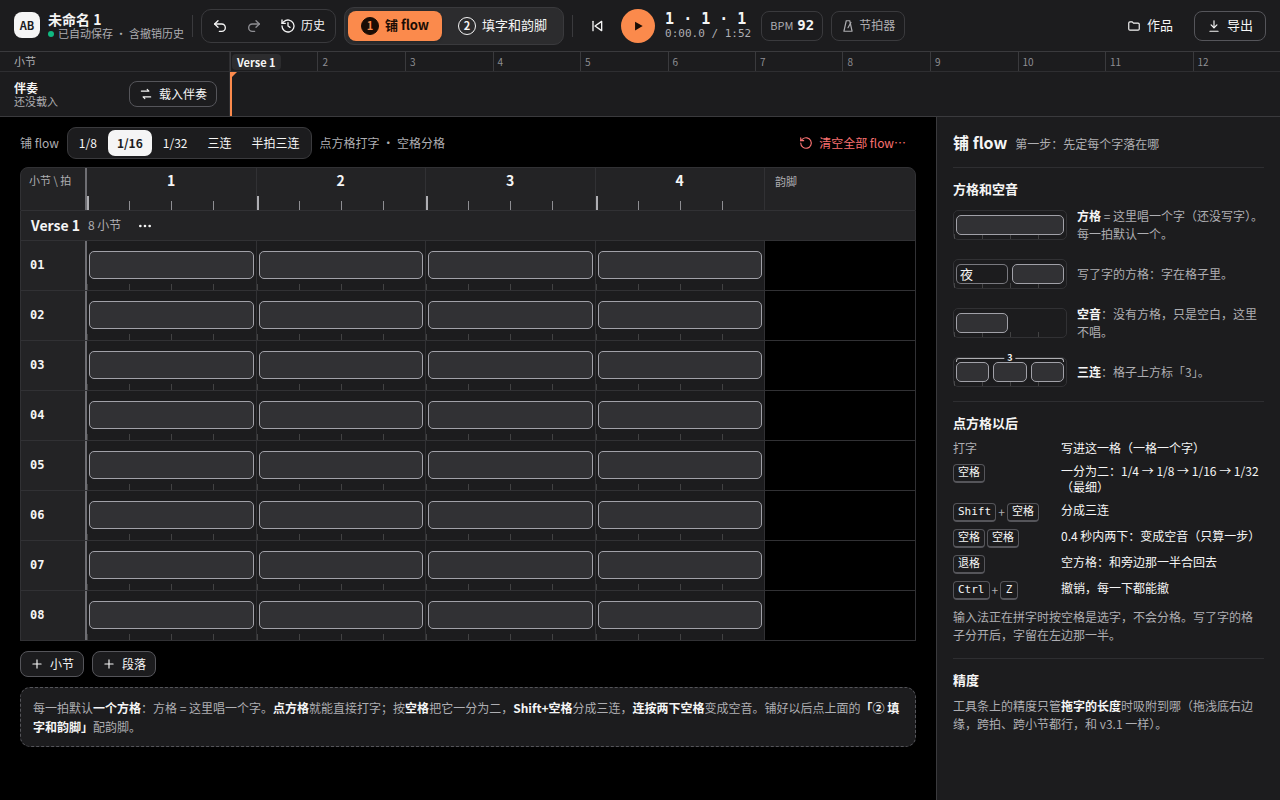 AB 未命名 1
已自动保存 · 含撤销历史
历史
1 铺 flow
2 填字和韵脚
1 · 1 · 1
0:00.0 / 1:52
BPM 92
节拍器
作品
导出
小节 Verse 1 2 3 4 5 6 7 8 9 10 11 12
伴奏
还没载入
载入伴奏
铺 flow 1/8 1/16 1/32 三连 半拍三连 点方格打字 · 空格分格 清空全部 flow…
小节 \ 拍 1 2 3 4 韵脚
Verse 1 8 小节 ···
01
02
03
04
05
06
07
08
+ 小节 + 段落
每一拍默认一个方格：方格 = 这里唱一个字。点方格就能直接打字；按空格把它一分为二，Shift+空格分成三连，连按两下空格变成空音。铺好以后点上面的「② 填
字和韵脚」配韵脚。
铺 flow 第一步：先定每个字落在哪
方格和空音
方格 = 这里唱一个字（还没写字）。
每一拍默认一个。
夜 写了字的方格：字在格子里。
空音：没有方格，只是空白，这里
不唱。
3 三连：格子上方标「3」。
点方格以后
打字 写进这一格（一格一个字）
空格 一分为二：1/4 → 1/8 → 1/16 → 1/32
（最细）
Shift + 空格 分成三连
空格 空格 0.4 秒内两下：变成空音（只算一步）
退格 空方格：和旁边那一半合回去
Ctrl + Z 撤销，每一下都能撤
输入法正在拼字时按空格是选字，不会分格。写了字的格
子分开后，字留在左边那一半。
精度
工具条上的精度只管拖字的长度时吸附到哪（拖浅底右边
缘，跨拍、跨小节都行，和 v3.1 一样）。